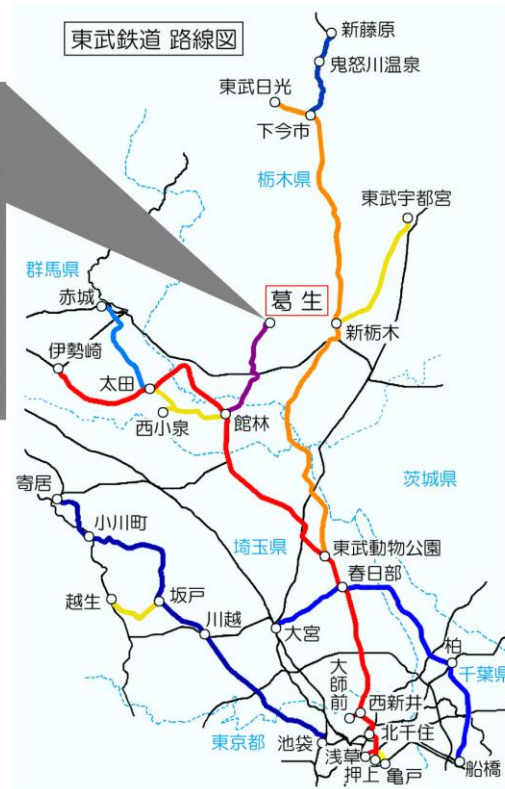 東武鉄道 路線図
新藤原
鬼怒川温泉
東武日光
下今市
栃木県
東武宇都宮
群馬県
赤城
葛生
新栃木
伊勢崎
太田
西小泉
館林
茨城県
寄居
小川町
埼玉県
東武動物公園
春日部
越生
坂戸
川越
大宮
柏
千葉県
大師前
西新井
北千住
東京都
池袋
浅草
押上
亀戸
船橋